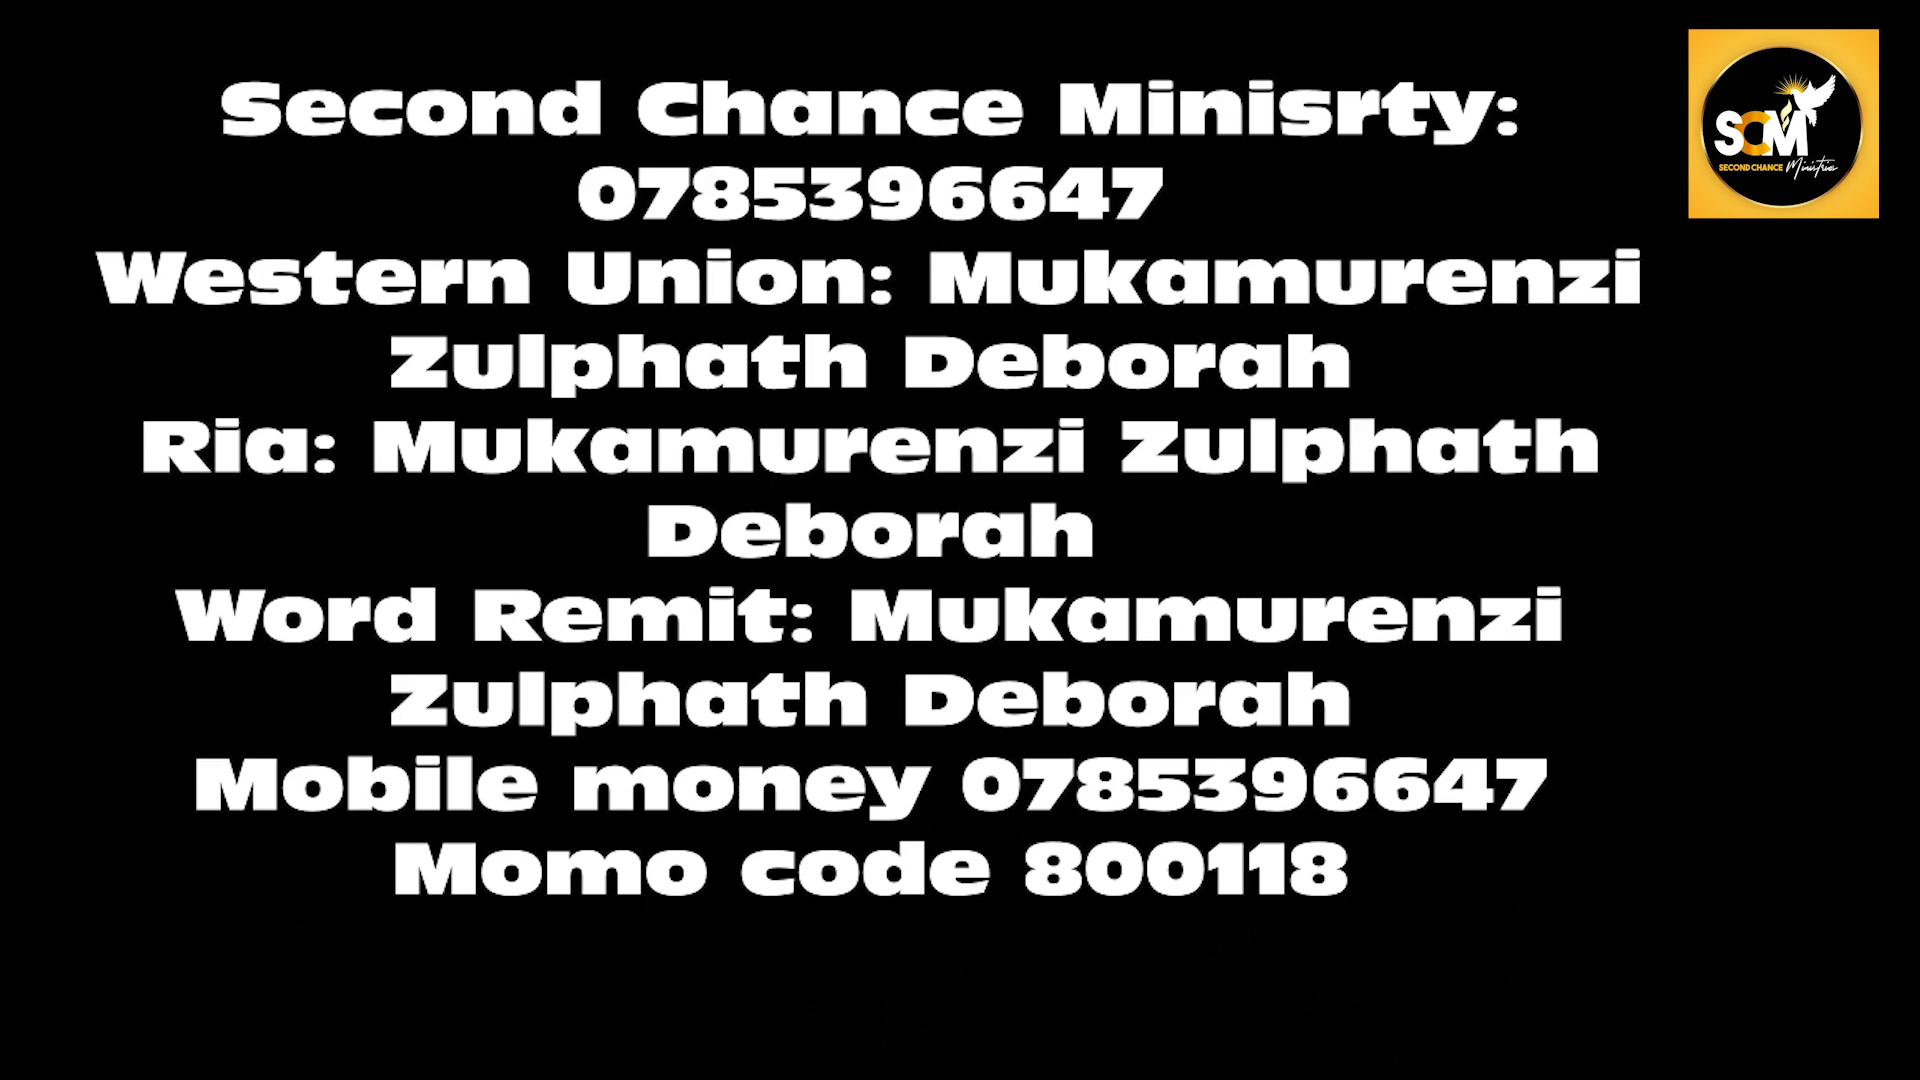 Second Chance Minisrty:
0785396647
Western Union: Mukamurenzi
Zulphath Deborah
Ria: Mukamurenzi Zulphath
Deborah
Word Remit: Mukamurenzi
Zulphath Deborah
Mobile money 0785396647
Momo code 800118
SCM
SECOND CHANCE Ministries